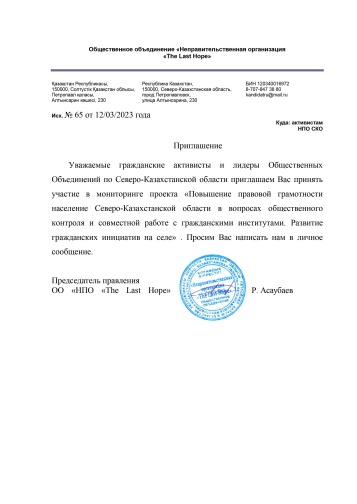 Общественное объединение «Неправительственная организация
«The Last Hope»
Қазақстан Республикасы,
150000, Солтүстік Қазақстан облысы,
Петропавл каласы,
Алтынсарин көшесі, 230
Республика Казахстан,
150000, Северо-Казахстанская область,
город Петропавловск,
улица Алтынсарина, 230
БИН 120340016972
8-707-847 38 80
kandidatra@mail.ru
Исх. № 65 от 12/03/2023 года
Куда: активистам
НПО СКО
Приглашение
Уважаемые гражданские активисты и лидеры Общественных
Объединений по Северо-Казахстанской области приглашаем Вас принять
участие в мониторинге проекта «Повышение правовой грамотности
население Северо-Казахстанской области в вопросах общественного
контроля и совместной работе с гражданскими институтами. Развитие
гражданских инициатив на селе» . Просим Вас написать нам в личное
сообщение.
Председатель правления
ОО «НПО «The Last Hope» Р. Асаубаев